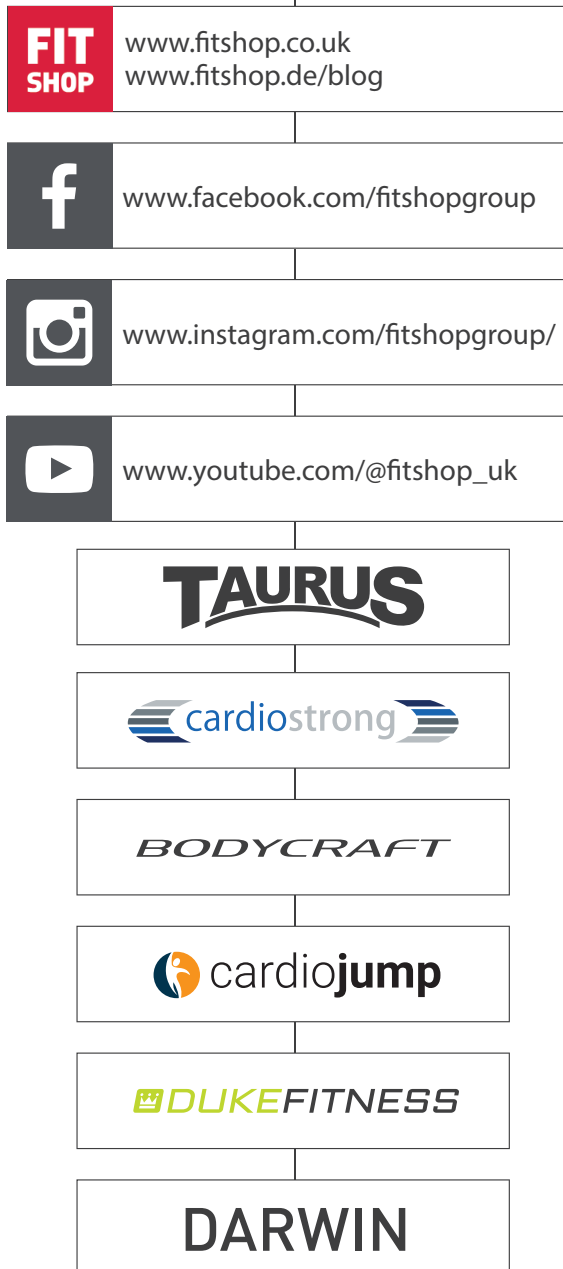 FIT
SHOP
www.fitshop.co.uk
www.fitshop.de/blog
f
www.facebook.com/fitshopgroup
www.instagram.com/fitshopgroup/
www.youtube.com/@fitshop_uk
TAURUS
cardiostrong
BODYCRAFT
cardiojump
DUKEFITNESS
DARWIN